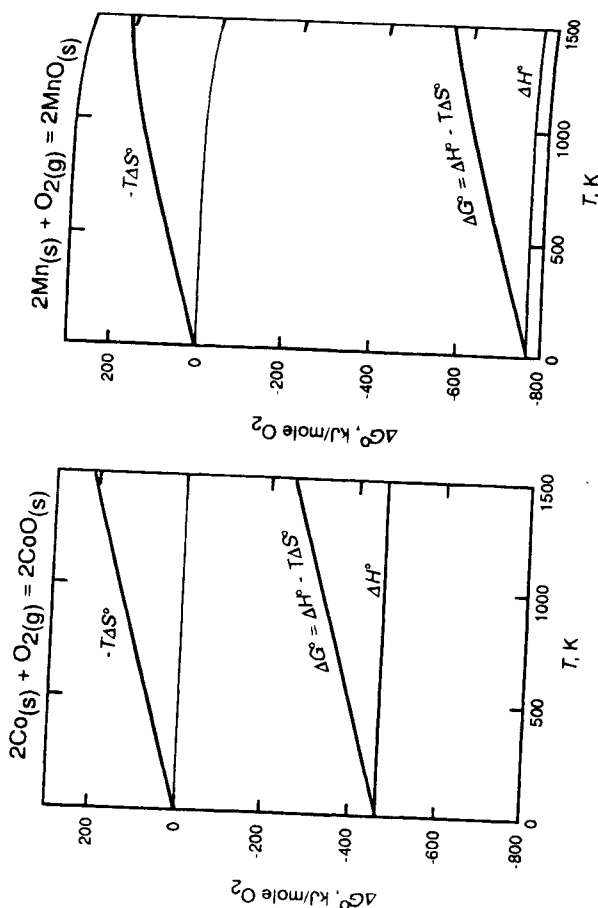 2Co(s) + O2(g) = 2CoO(s)
200
0
-200
-400
-600
-800
ΔG°, kJ/mole O2
-TΔS°
ΔG° = ΔH° - TΔS°
ΔH°
0
500
1000
1500
T, K
2Mn(s) + O2(g) = 2MnO(s)
200
0
-200
-400
-600
-800
ΔG°, kJ/mole O2
-TΔS°
ΔG° = ΔH° - TΔS°
ΔH°
0
500
1000
1500
T, K